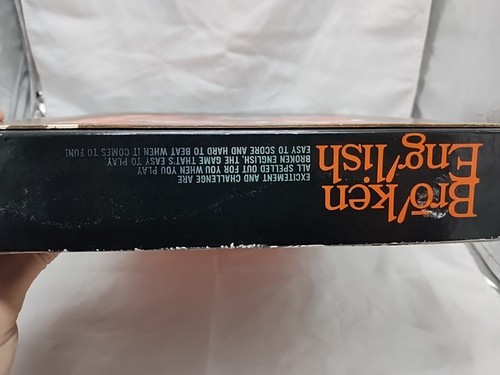 Brō'ken
Eng'lish
EXCITEMENT AND CHALLENGE ARE
ALL SPELLED OUT FOR YOU WHEN YOU PLAY
BROKEN ENGLISH, THE GAME THAT'S EASY TO PLAY,
EASY TO SCORE AND HARD TO BEAT WHEN IT COMES TO FUN!